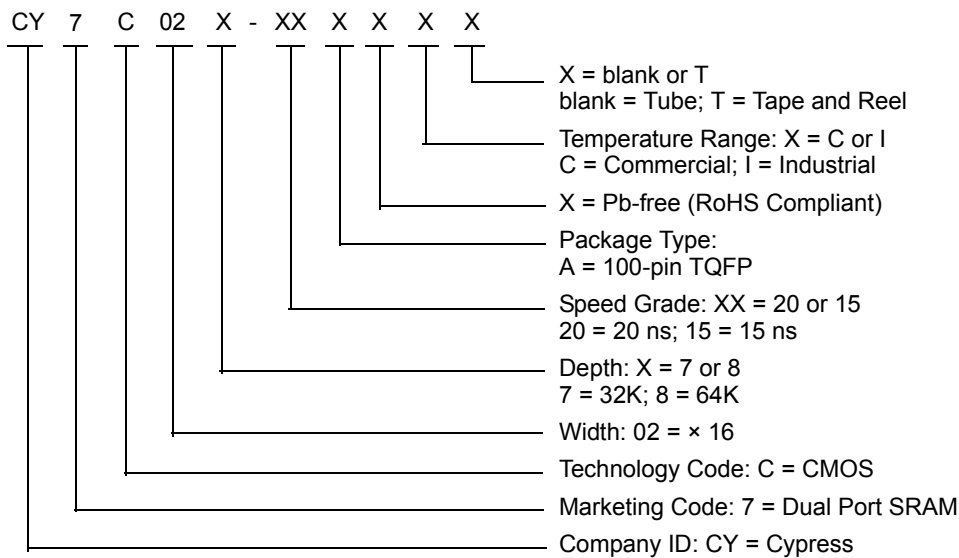 CY 7 C 02 X - XX X X X X
X = blank or T
blank = Tube; T = Tape and Reel
Temperature Range: X = C or I
C = Commercial; I = Industrial
X = Pb-free (RoHS Compliant)
Package Type:
A = 100-pin TQFP
Speed Grade: XX = 20 or 15
20 = 20 ns; 15 = 15 ns
Depth: X = 7 or 8
7 = 32K; 8 = 64K
Width: 02 = × 16
Technology Code: C = CMOS
Marketing Code: 7 = Dual Port SRAM
Company ID: CY = Cypress